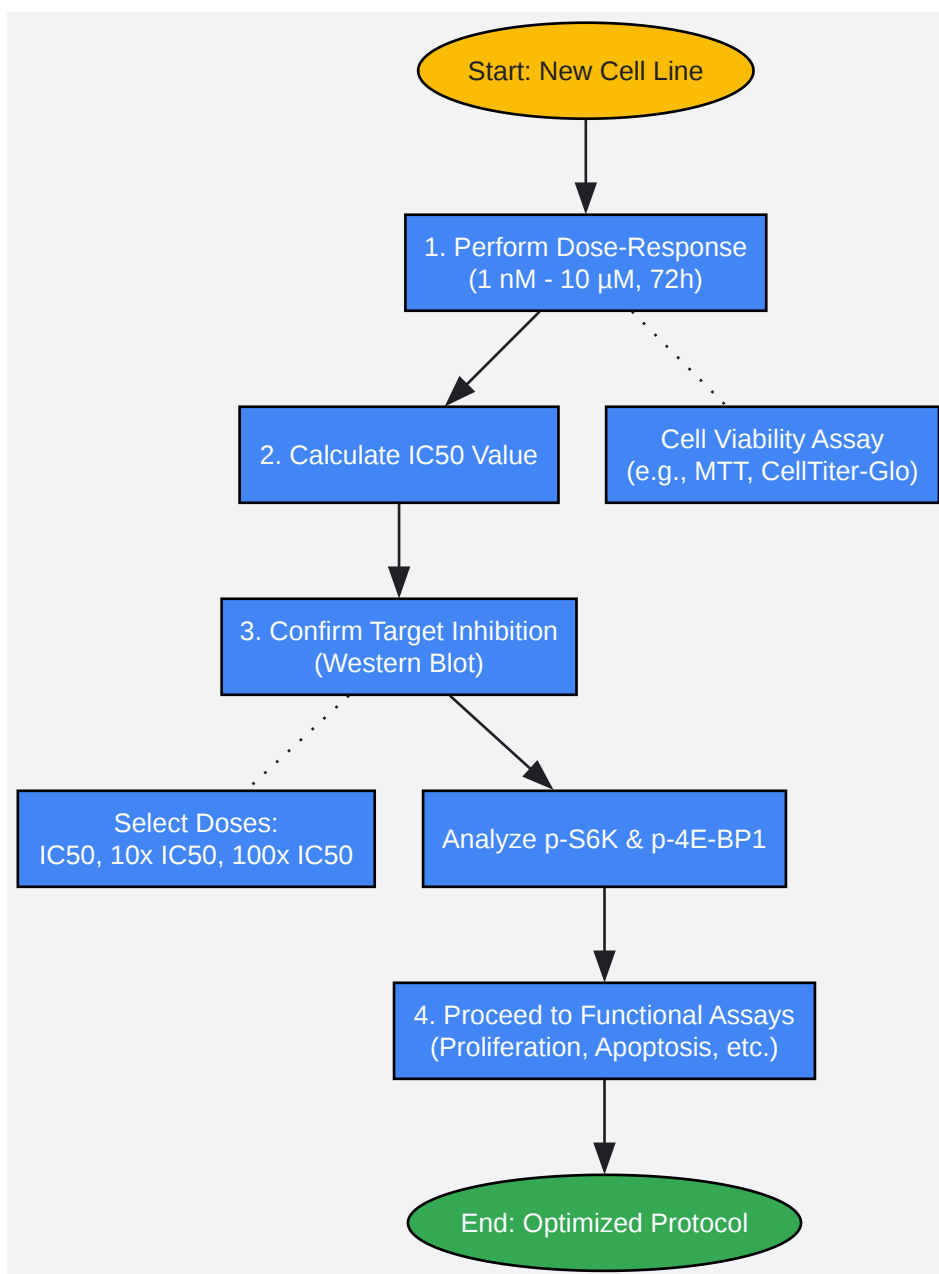 Start: New Cell Line
1. Perform Dose-Response
(1 nM - 10 µM, 72h)
2. Calculate IC50 Value
Cell Viability Assay
(e.g., MTT, CellTiter-Glo)
3. Confirm Target Inhibition
(Western Blot)
Select Doses:
IC50, 10x IC50, 100x IC50
Analyze p-S6K & p-4E-BP1
4. Proceed to Functional Assays
(Proliferation, Apoptosis, etc.)
End: Optimized Protocol